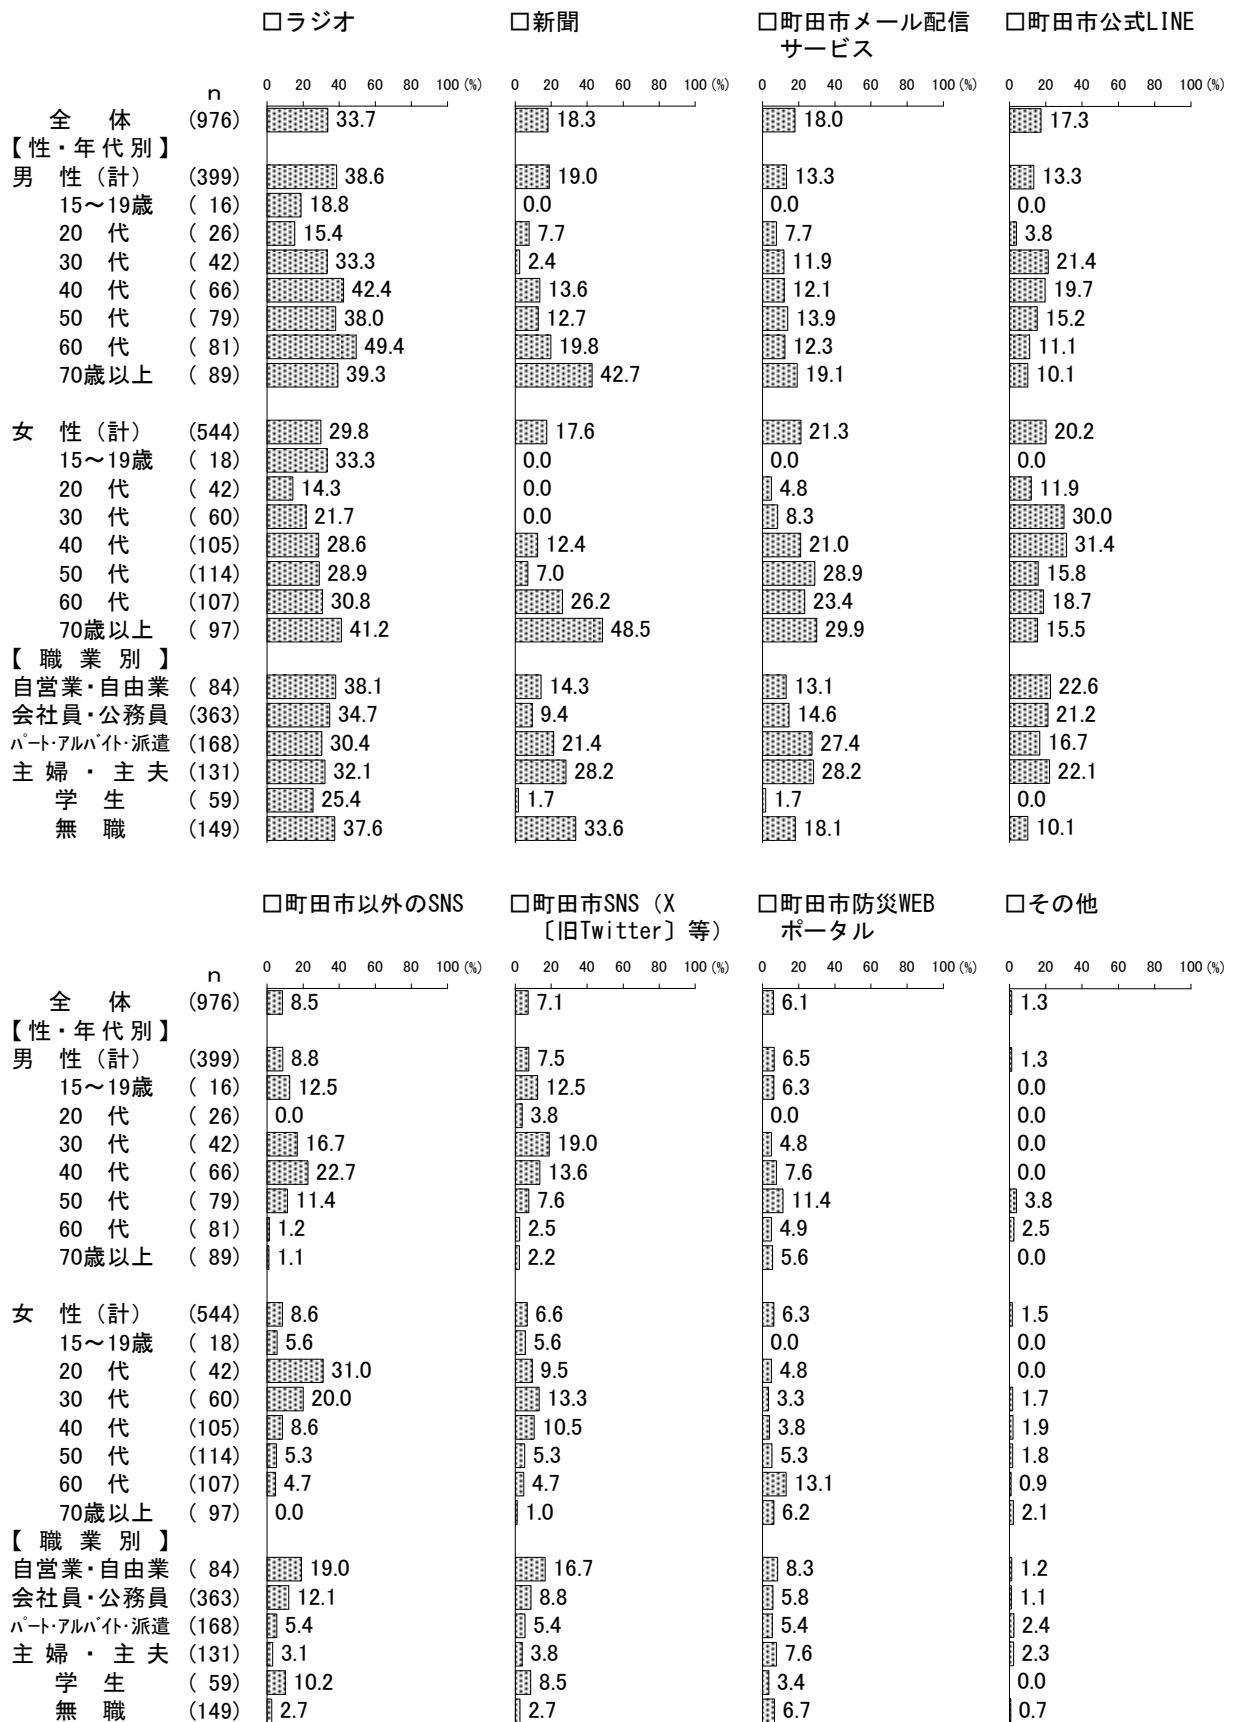 □ラジオ □新聞 □町田市メール配信 □町田市公式LINE
サービス
n 0 20 40 60 80 100(%) 0 20 40 60 80 100(%) 0 20 40 60 80 100(%) 0 20 40 60 80 100(%)
全体 (976) 33.7 18.3 18.0 17.3
【性・年代別】
男 性（計） (399) 38.6 19.0 13.3 13.3
15～19歳 ( 16) 18.8 0.0 0.0 0.0
20 代 ( 26) 15.4 7.7 7.7 3.8
30 代 ( 42) 33.3 2.4 11.9 21.4
40 代 ( 66) 42.4 13.6 12.1 19.7
50 代 ( 79) 38.0 12.7 13.9 15.2
60 代 ( 81) 49.4 19.8 12.3 11.1
70歳以上 ( 89) 39.3 42.7 19.1 10.1
女 性（計） (544) 29.8 17.6 21.3 20.2
15～19歳 ( 18) 33.3 0.0 0.0 0.0
20 代 ( 42) 14.3 0.0 4.8 11.9
30 代 ( 60) 21.7 0.0 8.3 30.0
40 代 (105) 28.6 12.4 21.0 31.4
50 代 (114) 28.9 7.0 28.9 15.8
60 代 (107) 30.8 26.2 23.4 18.7
70歳以上 ( 97) 41.2 48.5 29.9 15.5
【職業別】
自営業・自由業 ( 84) 38.1 14.3 13.1 22.6
会社員・公務員 (363) 34.7 9.4 14.6 21.2
ﾊﾟｰﾄ・ｱﾙﾊﾞｲﾄ・派遣 (168) 30.4 21.4 27.4 16.7
主婦・主夫 (131) 32.1 28.2 28.2 22.1
学生 ( 59) 25.4 1.7 1.7 0.0
無職 (149) 37.6 33.6 18.1 10.1
□町田市以外のSNS □町田市SNS（X □町田市防災WEB □その他
〔旧Twitter〕等） ポータル
n 0 20 40 60 80 100(%) 0 20 40 60 80 100(%) 0 20 40 60 80 100(%) 0 20 40 60 80 100(%)
全体 (976) 8.5 7.1 6.1 1.3
【性・年代別】
男 性（計） (399) 8.8 7.5 6.5 1.3
15～19歳 ( 16) 12.5 12.5 6.3 0.0
20 代 ( 26) 0.0 3.8 0.0 0.0
30 代 ( 42) 16.7 19.0 4.8 0.0
40 代 ( 66) 22.7 13.6 7.6 0.0
50 代 ( 79) 11.4 7.6 11.4 3.8
60 代 ( 81) 1.2 2.5 4.9 2.5
70歳以上 ( 89) 1.1 2.2 5.6 0.0
女 性（計） (544) 8.6 6.6 6.3 1.5
15～19歳 ( 18) 5.6 5.6 0.0 0.0
20 代 ( 42) 31.0 9.5 4.8 0.0
30 代 ( 60) 20.0 13.3 3.3 1.7
40 代 (105) 8.6 10.5 3.8 1.9
50 代 (114) 5.3 5.3 5.3 1.8
60 代 (107) 4.7 4.7 13.1 0.9
70歳以上 ( 97) 0.0 1.0 6.2 2.1
【職業別】
自営業・自由業 ( 84) 19.0 16.7 8.3 1.2
会社員・公務員 (363) 12.1 8.8 5.8 1.1
ﾊﾟｰﾄ・ｱﾙﾊﾞｲﾄ・派遣 (168) 5.4 5.4 5.4 2.4
主婦・主夫 (131) 3.1 3.8 7.6 2.3
学生 ( 59) 10.2 8.5 3.4 0.0
無職 (149) 2.7 2.7 6.7 0.7